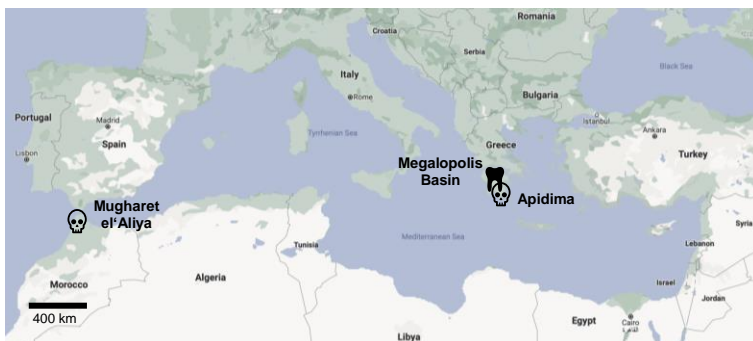 Romania
Croatia
Serbia
Black Sea
Italy
Rome
Bulgaria
Istanbul
Ankara
Portugal
Madrid
Spain
Lisbon
Tyrrhenian Sea
Greece
Turkey
Megalopolis
Basin
Apidima
Mugharet
el'Aliya
Mediterranean Sea
Tunisia
Syria
Lebanon
Israel
Jordan
Morocco
Algeria
Libya
Egypt
Cairo
400 km